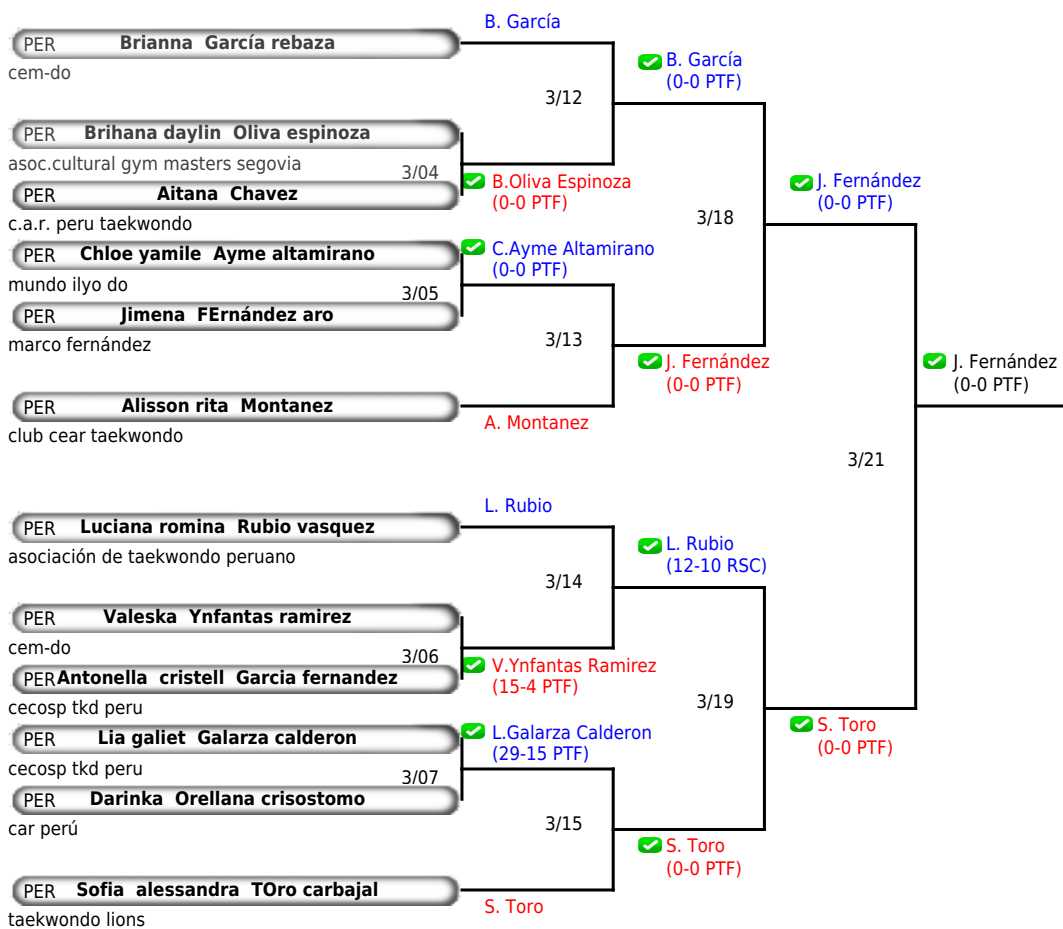 B. García
PER Brianna García rebaza
cem-do
B. García
(0-0 PTF)
3/12
PER Brihana daylin Oliva espinoza
asoc.cultural gym masters segovia
3/04
B.Oliva Espinoza
(0-0 PTF)
PER Aitana Chavez
c.a.r. peru taekwondo
J. Fernández
(0-0 PTF)
3/18
PER Chloe yamile Ayme altamirano
mundo ilyo do
C.Ayme Altamirano
(0-0 PTF)
3/05
PER Jimena FErnández aro
marco fernández
3/13
J. Fernández
(0-0 PTF)
J. Fernández
(0-0 PTF)
PER Alisson rita Montanez
club cear taekwondo
A. Montanez
3/21
L. Rubio
PER Luciana romina Rubio vasquez
asociación de taekwondo peruano
L. Rubio
(12-10 RSC)
3/14
PER Valeska Ynfantas ramirez
cem-do
3/06
V.Ynfantas Ramirez
(15-4 PTF)
PER Antonella cristell Garcia fernandez
cecosp tkd peru
3/19
PER Lia galiet Galarza calderon
cecosp tkd peru
L.Galarza Calderon
(29-15 PTF)
S. Toro
(0-0 PTF)
3/07
PER Darinka Orellana crisostomo
car perú
3/15
S. Toro
(0-0 PTF)
PER Sofia alessandra TOro carbajal
taekwondo lions
S. Toro